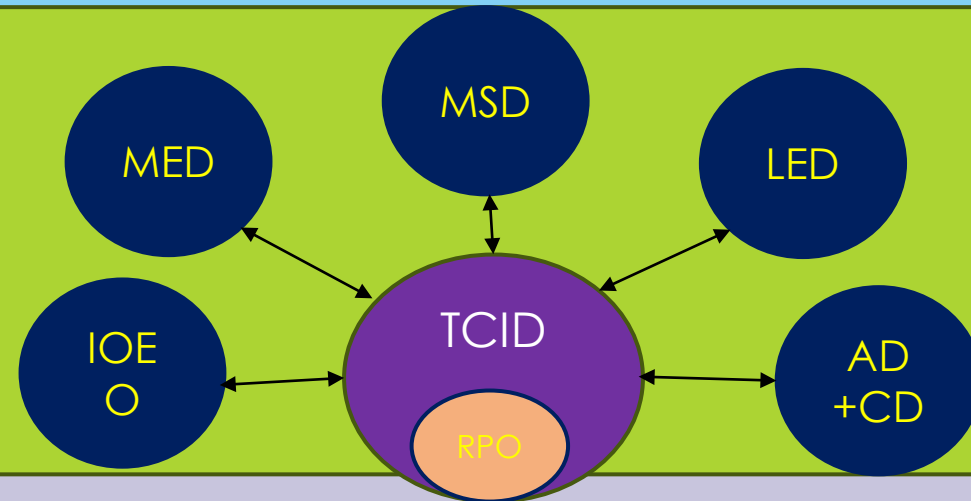 MSD
MED
LED
TCID
IOE
O
AD
+CD
RPO